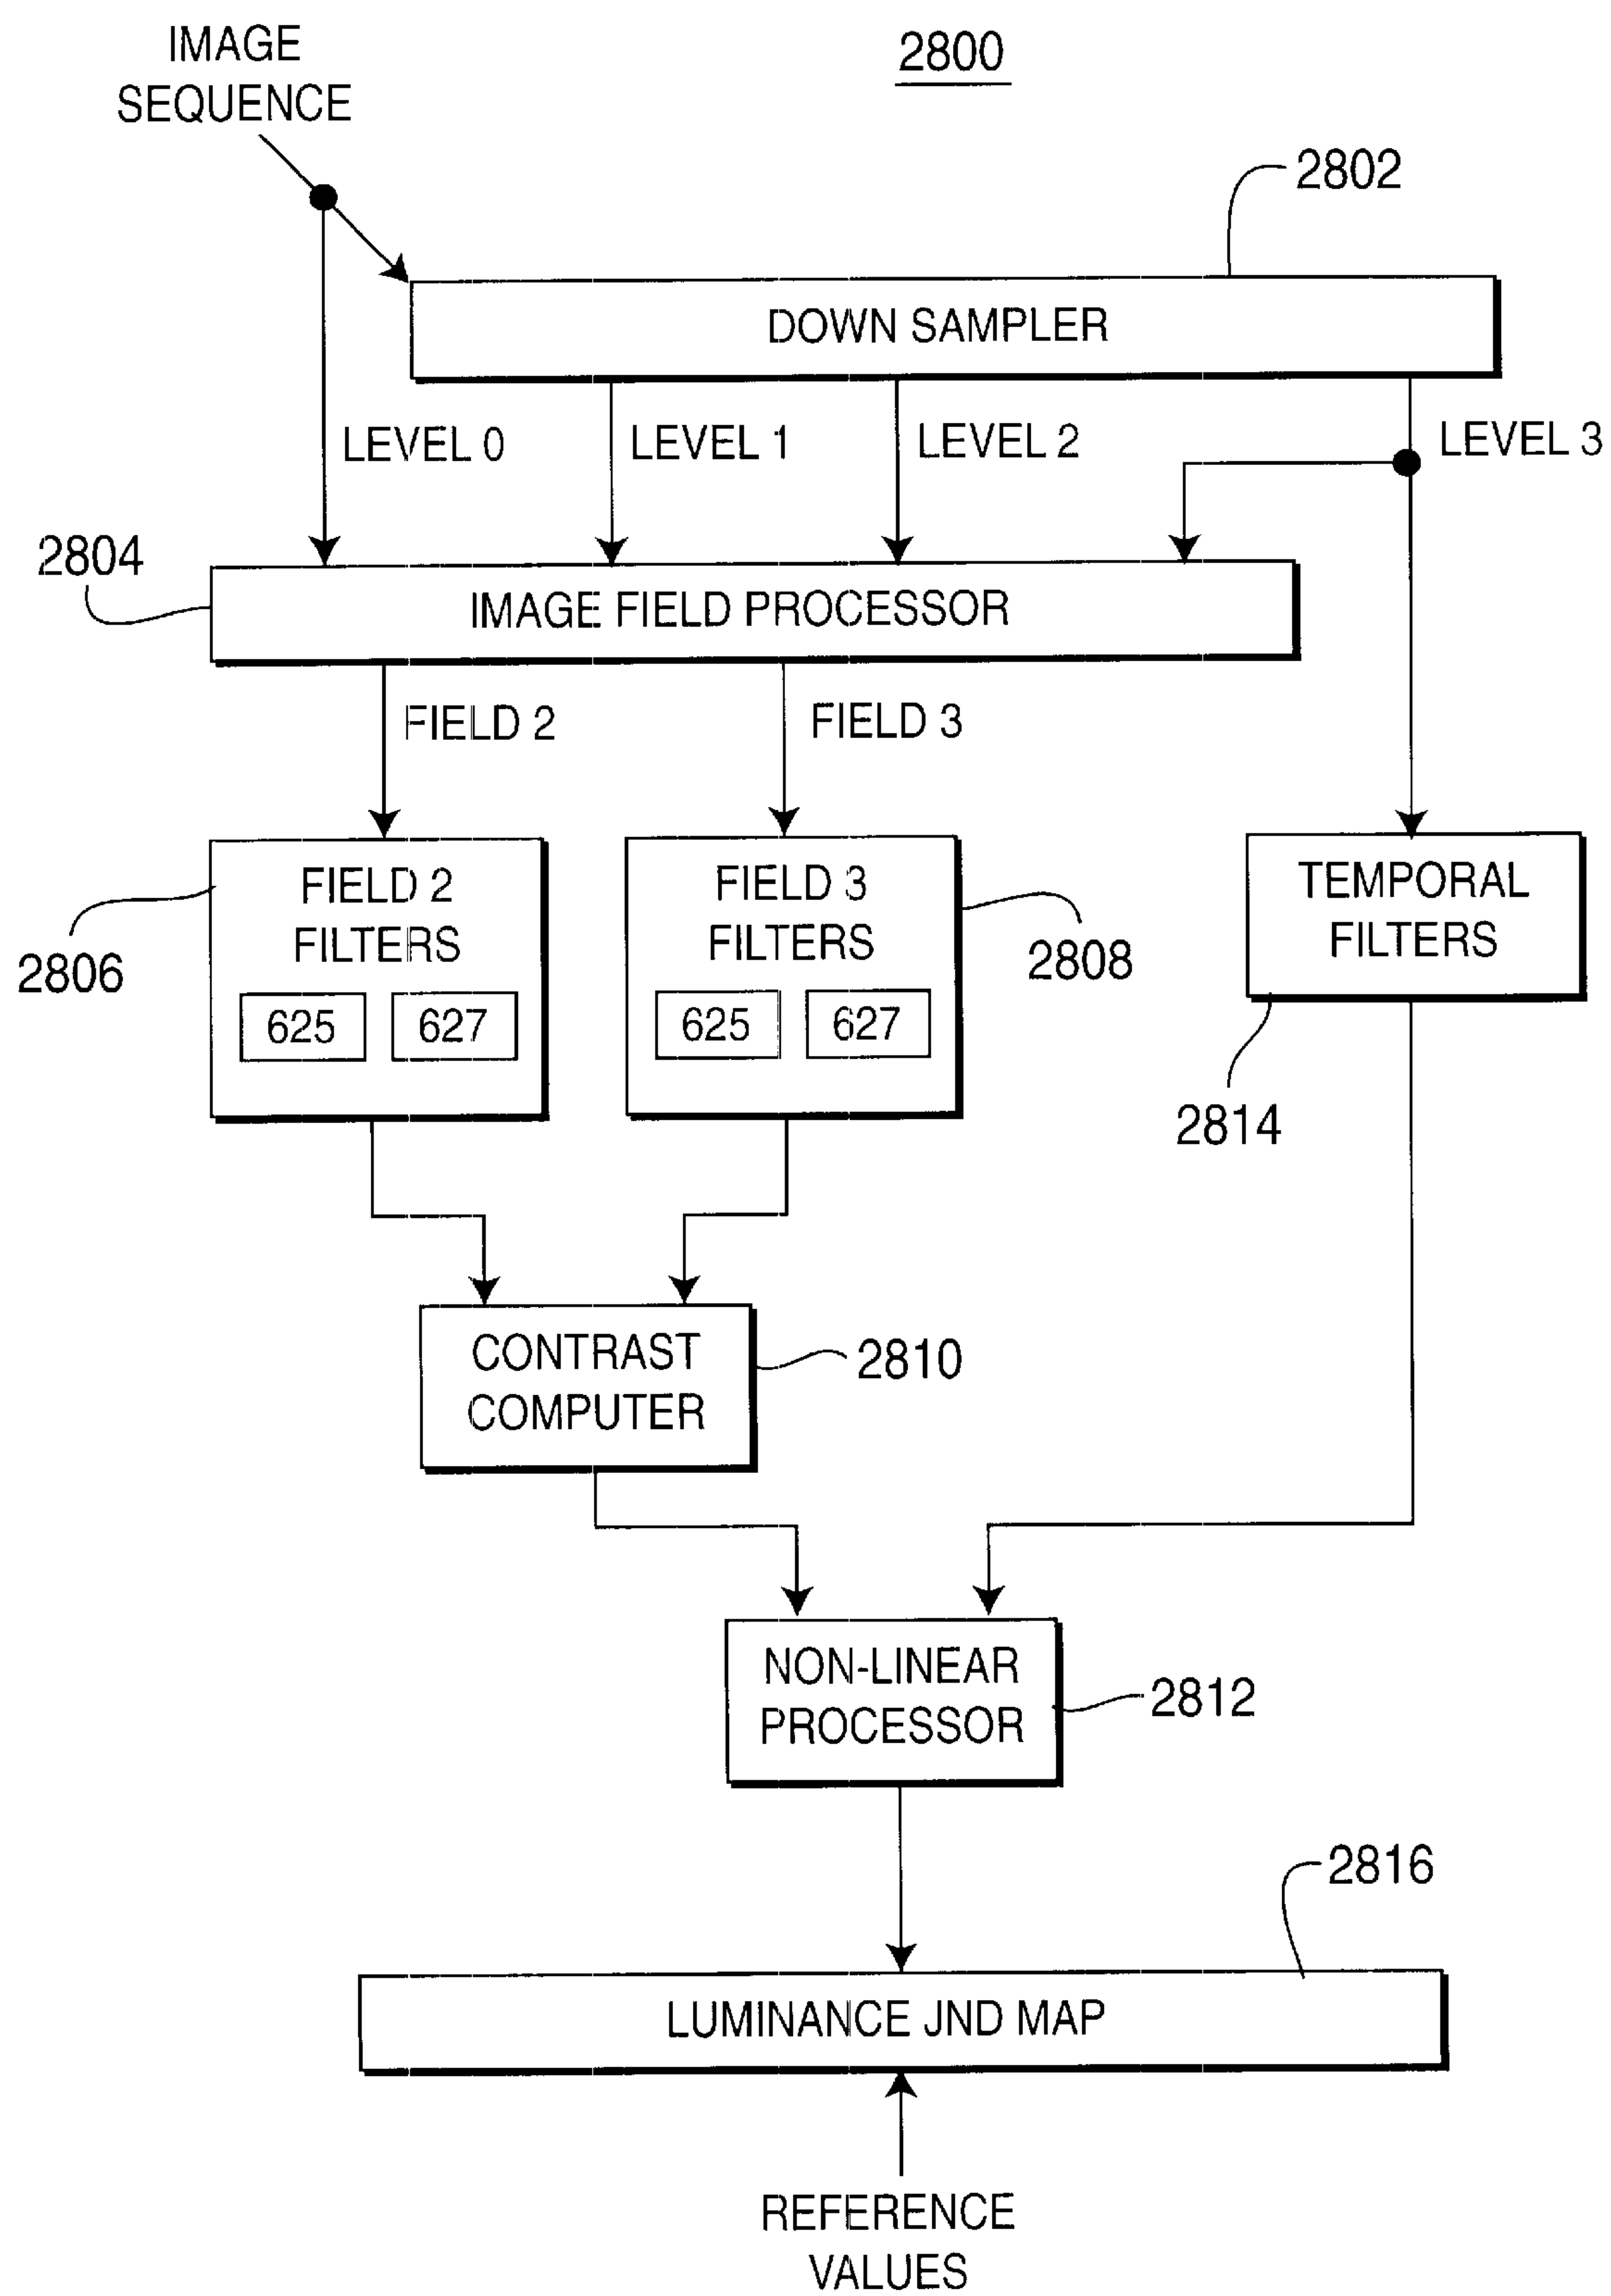 IMAGE
SEQUENCE
2800
2802
DOWN SAMPLER
LEVEL 0
LEVEL 1
LEVEL 2
LEVEL 3
2804
IMAGE FIELD PROCESSOR
FIELD 2
FIELD 3
FIELD 2
FILTERS
625
627
2806
FIELD 3
FILTERS
625
627
2808
TEMPORAL
FILTERS
2814
CONTRAST
COMPUTER
2810
NON-LINEAR
PROCESSOR
2812
2816
LUMINANCE JND MAP
REFERENCE
VALUES